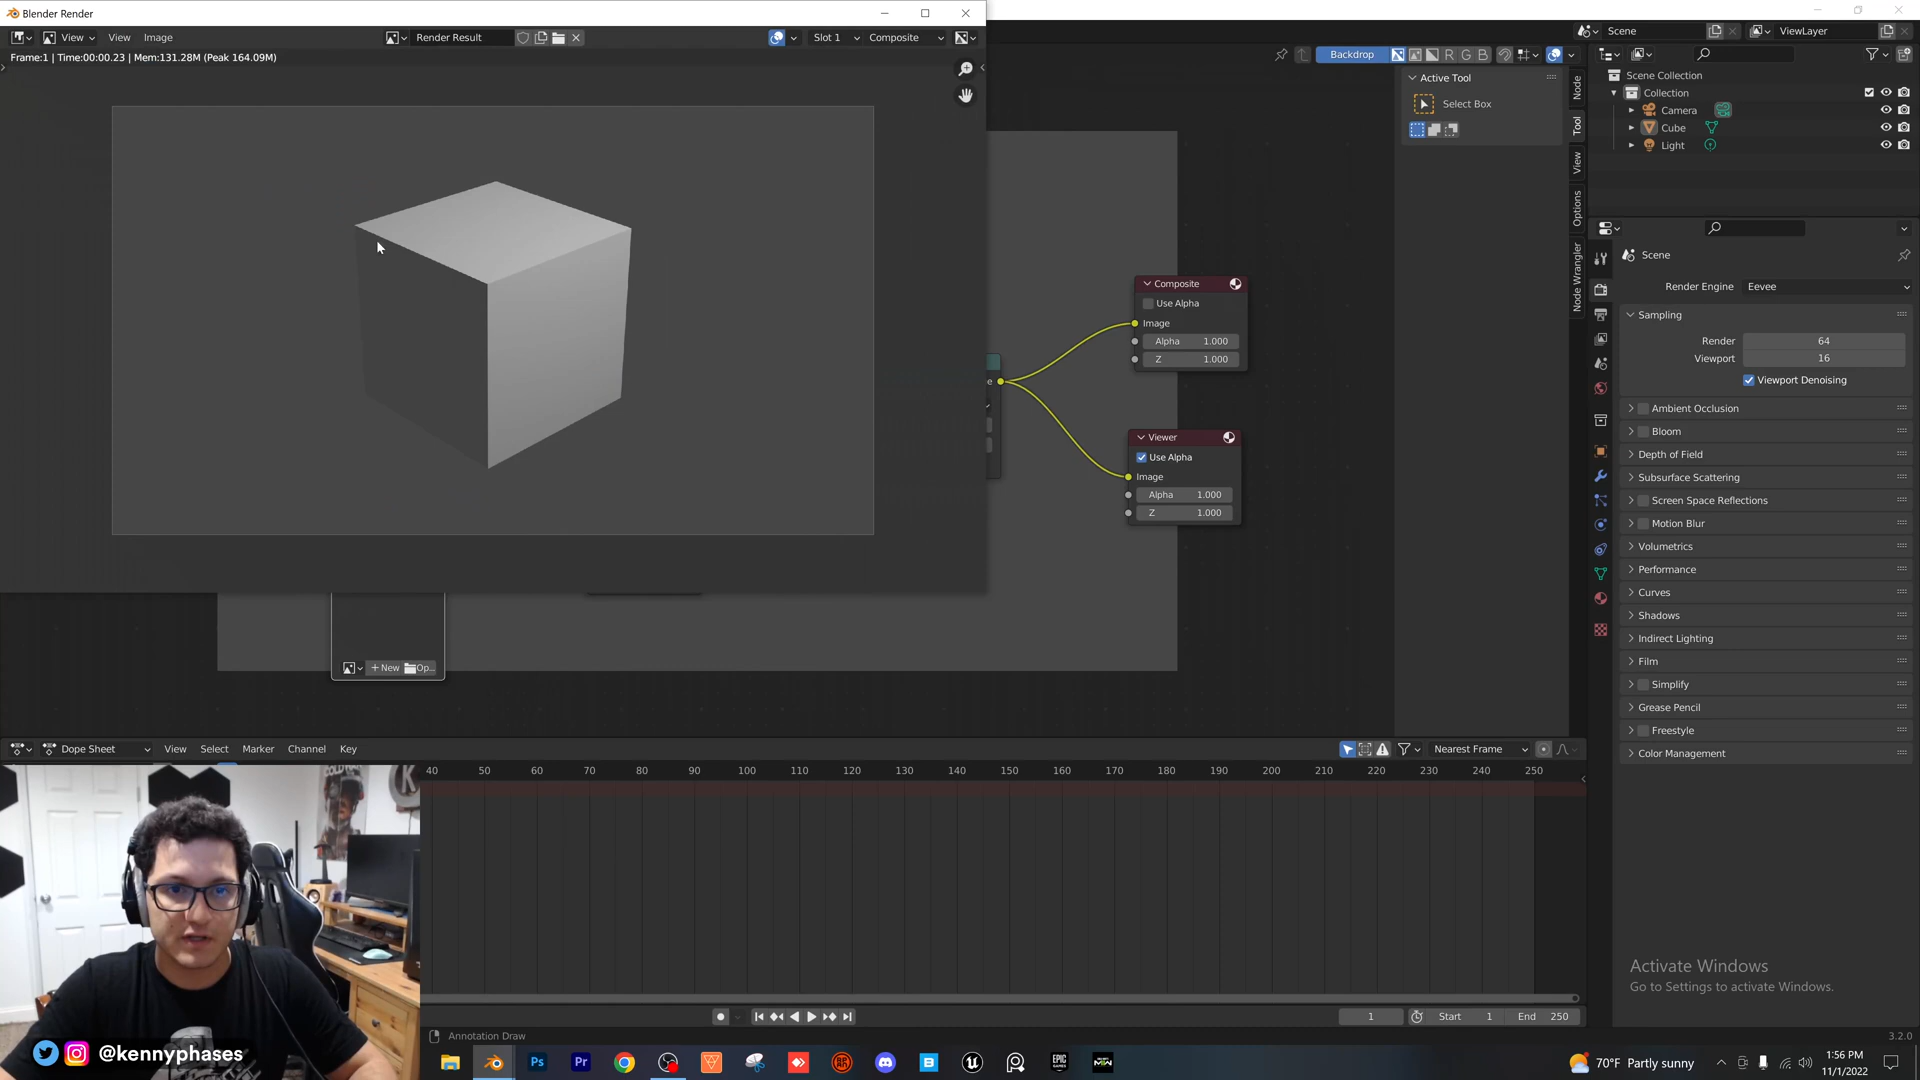 Blender Render
View View Image Render Result Slot 1 Composite
Frame:1 | Time:00:00.23 | Mem:131.28M (Peak 164.09M)
Backdrop R G B
Scene ViewLayer
Active Tool
Select Box
Node
Tool
View
Options
Node Wrangler
Scene Collection
Collection
Camera
Cube
Light
Scene
Render Engine Eevee
Sampling
Render 64
Viewport 16
Viewport Denoising
Ambient Occlusion
Bloom
Depth of Field
Subsurface Scattering
Screen Space Reflections
Motion Blur
Volumetrics
Performance
Curves
Shadows
Indirect Lighting
Film
Simplify
Grease Pencil
Freestyle
Color Management
Composite
Use Alpha
Image
Alpha 1.000
Z 1.000
e
Viewer
Use Alpha
Image
Alpha 1.000
Z 1.000
+ New Op...
Dope Sheet View Select Marker Channel Key Nearest Frame
40 50 60 70 80 90 100 110 120 130 140 150 160 170 180 190 200 210 220 230 240 250
1 Start 1 End 250
Annotation Draw
3.2.0
Activate Windows
Go to Settings to activate Windows.
@kennyphases
Ps Pr B
70°F Partly sunny
1:56 PM
11/1/2022